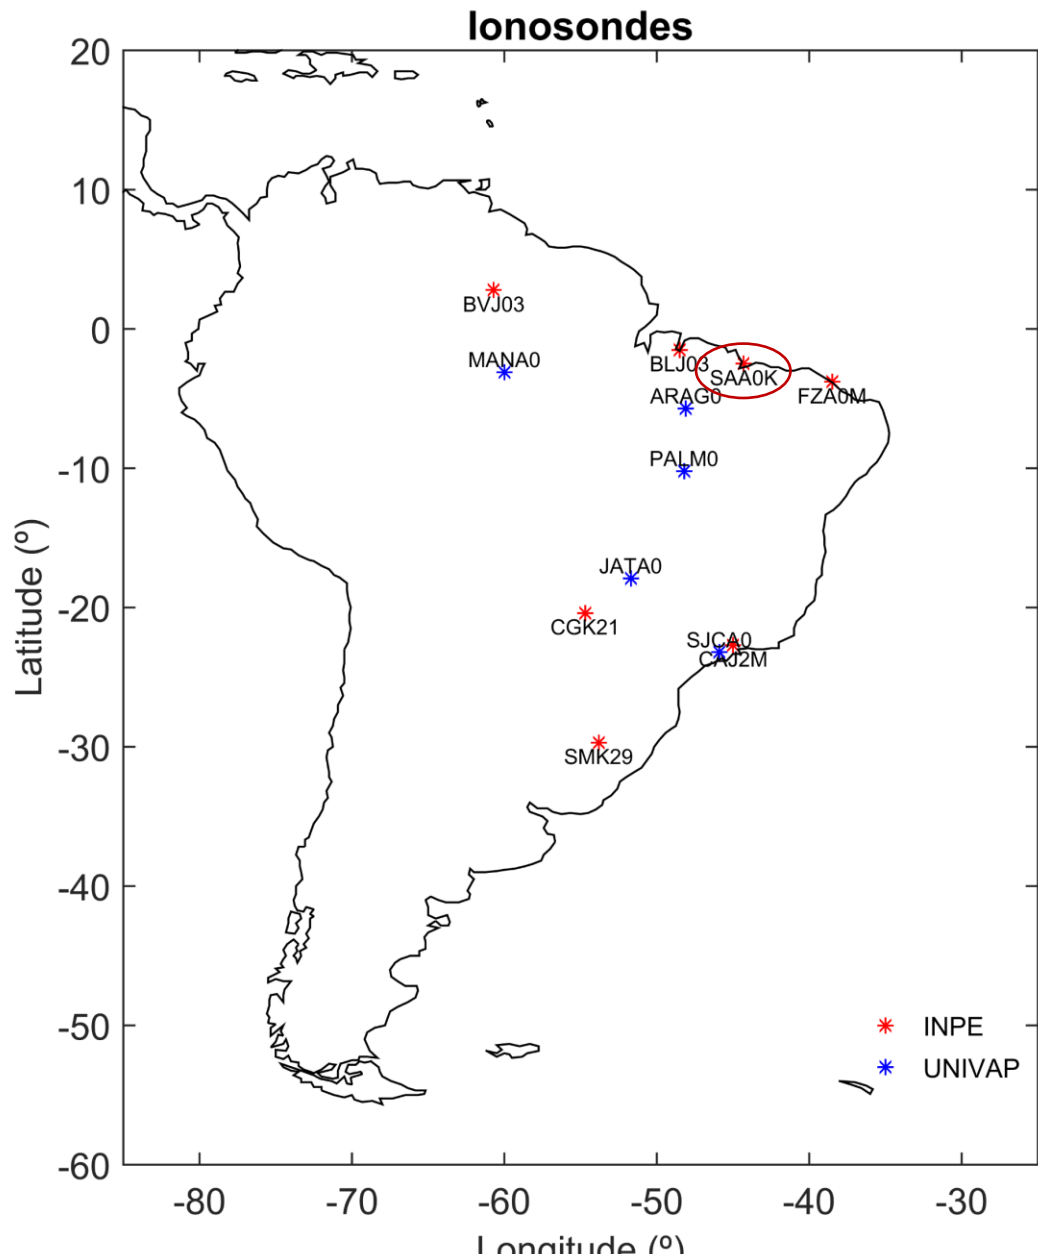 Ionosondes
20
10
0
-10
-20
-30
-40
-50
-60
Latitude (º)
BVJ03
MANA0
BLJ03
SAA0K
ARAG0
FZA0M
PALM0
JATA0
CGK21
SJCA0
CAJ2M
SMK29
INPE
UNIVAP
-80
-70
-60
-50
-40
-30
Longitude (º)